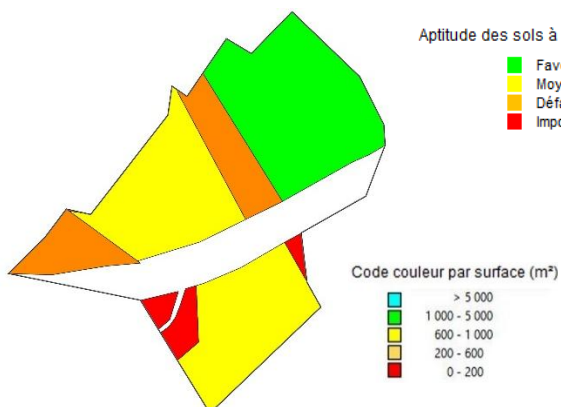 Aptitude des sols à
Fav
Moy
Défa
Impo
Code couleur par surface (m²)
> 5 000
1 000 - 5 000
600 - 1 000
200 - 600
0 - 200